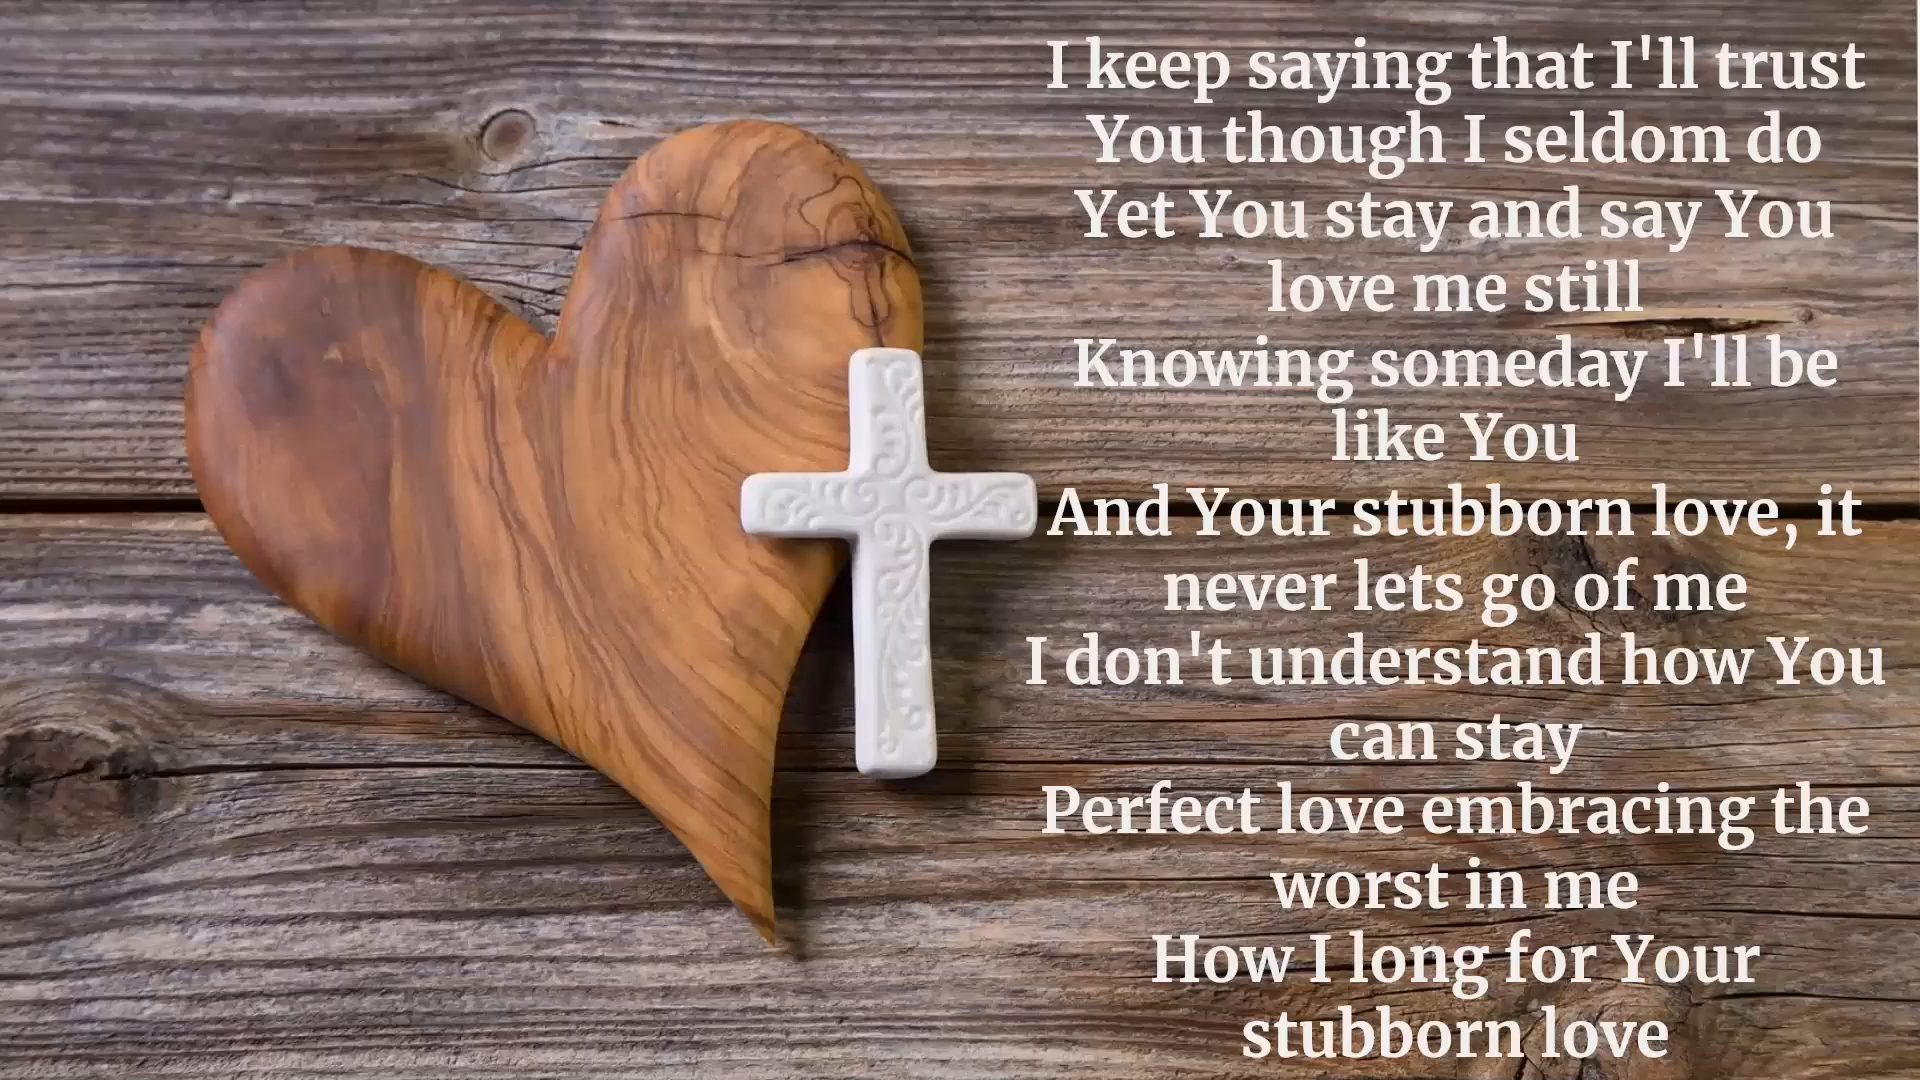 I keep saying that I'll trust
You though I seldom do
Yet You stay and say You
love me still
Knowing someday I'll be
like You
And Your stubborn love, it
never lets go of me
I don't understand how You
can stay
Perfect love embracing the
worst in me
How I long for Your
stubborn love